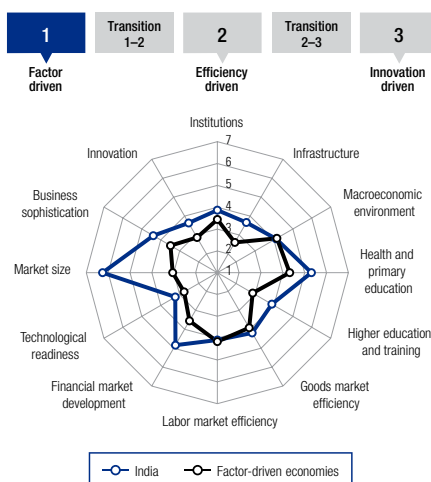 1
Transition
1–2
2
Transition
2–3
3
Factor
driven
Efficiency
driven
Innovation
driven
Institutions
7
6
5
4
3
2
1
Innovation
Infrastructure
Business
sophistication
Macroeconomic
environment
Market size
Health and
primary
education
Technological
readiness
Higher education
and training
Financial market
development
Goods market
efficiency
Labor market efficiency
India
Factor-driven economies